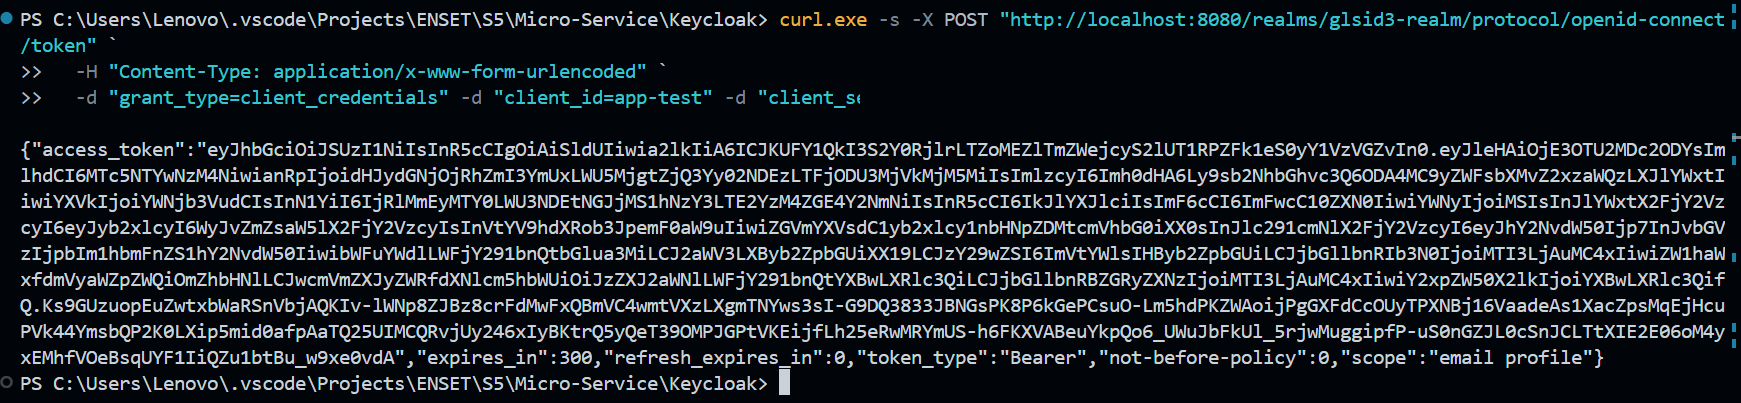 PS C:\Users\Lenovo\.vscode\Projects\ENSET\S5\Micro-Service\Keycloak> curl.exe -s -X POST "http://localhost:8080/realms/glsid3-realm/protocol/openid-connect
/token" `
>>   -H "Content-Type: application/x-www-form-urlencoded" `
>>   -d "grant_type=client_credentials" -d "client_id=app-test" -d "client_se
{"access_token":"eyJhbGciOiJSUzI1NiIsInR5cCIgOiAiSldUIiwia2lkIiA6ICJKUFY1QkI3S2Y0RjlrLTZoMEZlTmZWejcyS2lUT1RPZFk1eS0yY1VzVGZvIn0.eyJleHAiOjE3OTU2MDc2ODYsIm
lhdCI6MTc5NTYwNzM4NiwianRpIjoidHJydGNjOjRhZmI3YmUxLWU5MjgtZjQ3Yy02NDEzLTFjODU3MjVkMjM5MiIsImlzcyI6Imh0dHA6Ly9sb2NhbGhvc3Q6ODA4MC9yZWFsbXMvZ2xzaWQzLXJlYWxtI
iwiYXVkIjoiYWNjb3VudCIsInN1YiI6IjRlMmEyMTY0LWU3NDEtNGJjMS1hNzY3LTE2YzM4ZGE4Y2NmNiIsInR5cCI6IkJlYXJlciIsImF6cCI6ImFwcC10ZXN0IiwiYWNyIjoiMSIsInJlYWxtX2FjY2Vz
cyI6eyJyb2xlcyI6WyJvZmZsaW5lX2FjY2VzcyIsInVtYV9hdXRob3JpemF0aW9uIiwiZGVmYXVsdC1yb2xlcy1nbHNpZDMtcmVhbG0iXX0sInJlc291cmNlX2FjY2VzcyI6eyJhY2NvdW50Ijp7InJvbGV
zIjpbIm1hbmFnZS1hY2NvdW50IiwibWFuYWdlLWFjY291bnQtbGlua3MiLCJ2aWV3LXByb2ZpbGUiXX19LCJzY29wZSI6ImVtYWlsIHByb2ZpbGUiLCJjbGllbnRIb3N0IjoiMTI3LjAuMC4xIiwiZW1haW
xfdmVyaWZpZWQiOmZhbHNlLCJwcmVmZXJyZWRfdXNlcm5hbWUiOiJzZXJ2aWNlLWFjY291bnQtYXBwLXRlc3QiLCJjbGllbnRBZGRyZXNzIjoiMTI3LjAuMC4xIiwiY2xpZW50X2lkIjoiYXBwLXRlc3Qif
Q.Ks9GUzuopEuZwtxbWaRSnVbjAQKIv-lWNp8ZJBz8crFdMwFxQBmVC4wmtVXzLXgmTNYws3sI-G9DQ3833JBNGsPK8P6kGePCsuO-Lm5hdPKZWAoijPgGXFdCcOUyTPXNBj16VaadeAs1XacZpsMqEjHcu
PVk44YmsbQP2K0LXip5mid0afpAaTQ25UIMCQRvjUy246xIyBKtrQ5yQeT39OMPJGPtVKEijfLh25eRwMRYmUS-h6FKXVABeuYkpQo6_UWuJbFkUl_5rjwMuggipfP-uS0nGZJL0cSnJCLTtXIE2E06oM4y
xEMhfVOeBsqUYF1IiQZu1btBu_w9xe0vdA","expires_in":300,"refresh_expires_in":0,"token_type":"Bearer","not-before-policy":0,"scope":"email profile"}
PS C:\Users\Lenovo\.vscode\Projects\ENSET\S5\Micro-Service\Keycloak>